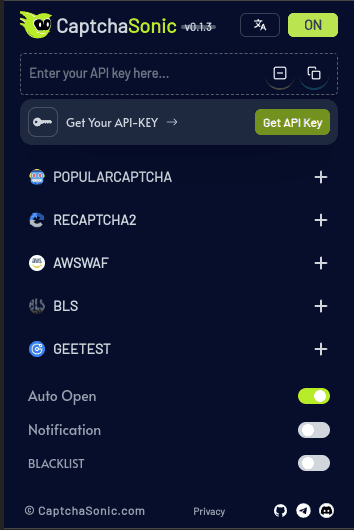 CaptchaSonic v0.1.3 ON
Enter your API key here...
Get Your API-KEY → Get API Key
POPULARCAPTCHA
RECAPTCHA2
AWSWAF
BLS
GEETEST
Auto Open
Notification
BLACKLIST
© CaptchaSonic.com Privacy